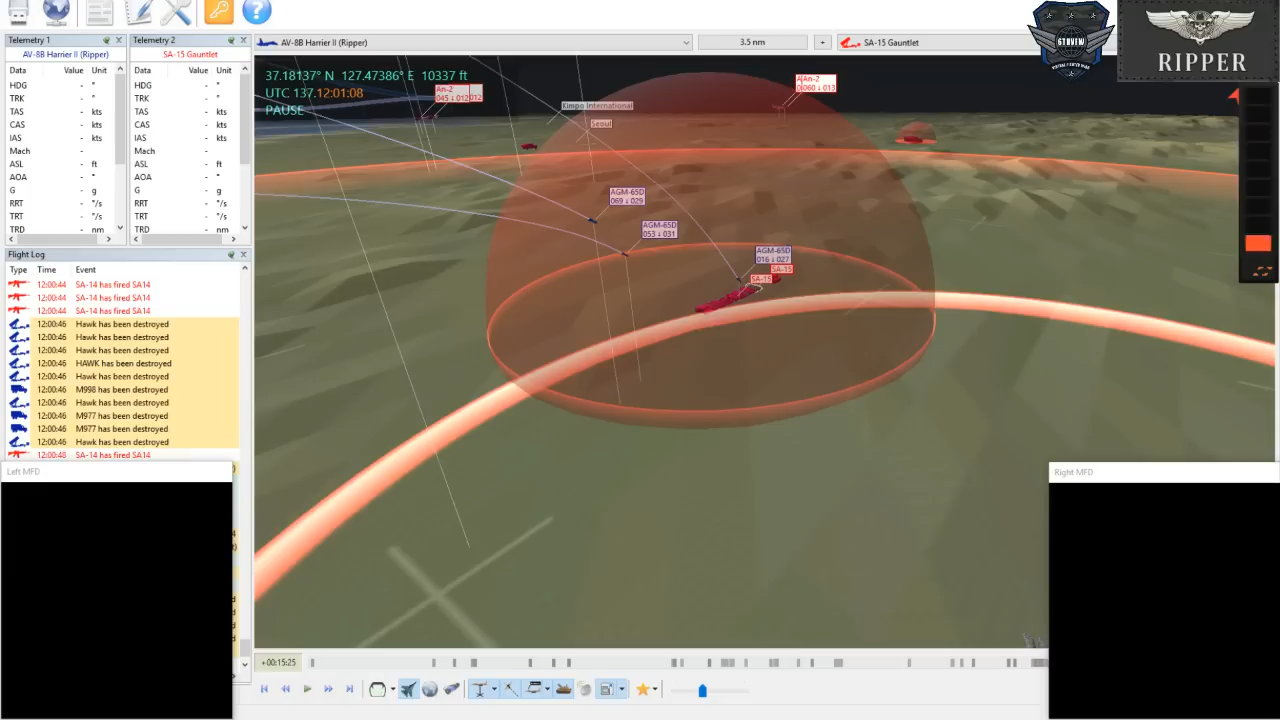 61 NVW
RIPPER
Telemetry 1
Telemetry 2
AV-8B Harrier II (Ripper)
3.5 nm
+
SA-15 Gauntlet
AV-8B Harrier II (Ripper)
SA-15 Gauntlet
Data Value Unit
Data Value Unit
HDG - °
HDG - °
TRK - °
TRK - °
TAS - kts
TAS - kts
CAS - kts
CAS - kts
IAS - kts
IAS - kts
Mach -
Mach -
ASL - ft
ASL - ft
AOA - °
AOA - °
G - g
G - g
RRT - °/s
RRT - °/s
TRT - °/s
TRT - °/s
TRD - nm
TRD - nm
37.18137° N 127.47386° E 10337 ft
UTC 137.12:01:08
PAUSE
An-2
045 ↓ 012
012
An-2
060 ↓ 013
Kimpo International
Seoul
AGM-65D
069 ↓ 029
AGM-65D
053 ↓ 031
AGM-65D
016 ↓ 027
SA-15
SA-15
Flight Log
Type Time Event
12:00:44 SA-14 has fired SA14
12:00:44 SA-14 has fired SA14
12:00:44 SA-14 has fired SA14
12:00:46 Hawk has been destroyed
12:00:46 Hawk has been destroyed
12:00:46 Hawk has been destroyed
12:00:46 HAWK has been destroyed
12:00:46 Hawk has been destroyed
12:00:46 M998 has been destroyed
12:00:46 Hawk has been destroyed
12:00:46 M977 has been destroyed
12:00:46 M977 has been destroyed
12:00:46 Hawk has been destroyed
12:00:48 SA-14 has fired SA14
Left MFD
Right MFD
+00:15:25